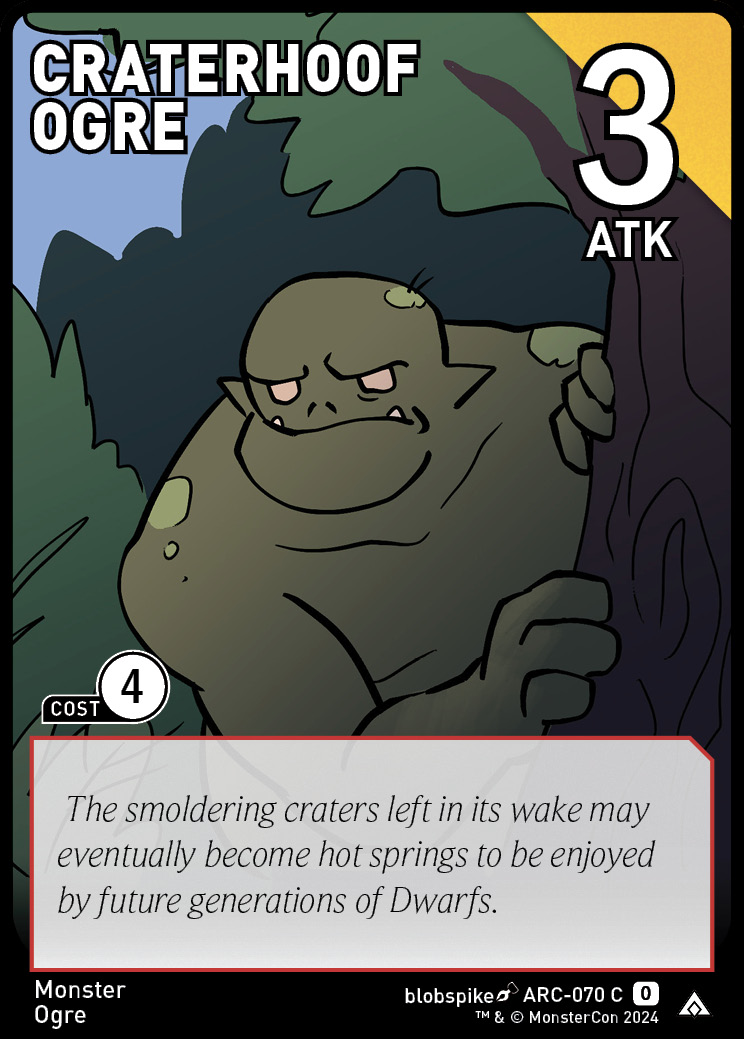 CRATERHOOF
OGRE
3
ATK
COST 4
The smoldering craters left in its wake may
eventually become hot springs to be enjoyed
by future generations of Dwarfs.
Monster
Ogre
blobspike ARC-070 C 0
™ & © MonsterCon 2024